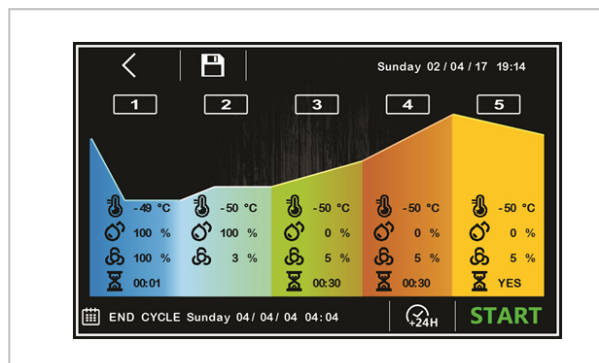 Sunday 02 / 04 / 17 19:14
1 2 3 4 5
-49 °C -50 °C -50 °C -50 °C -50 °C
100 % 100 % 0 % 0 % 0 %
100 % 3 % 5 % 5 % 5 %
00:01 00:30 00:30 YES
END CYCLE Sunday 04/ 04/ 04 04:04 +24H START